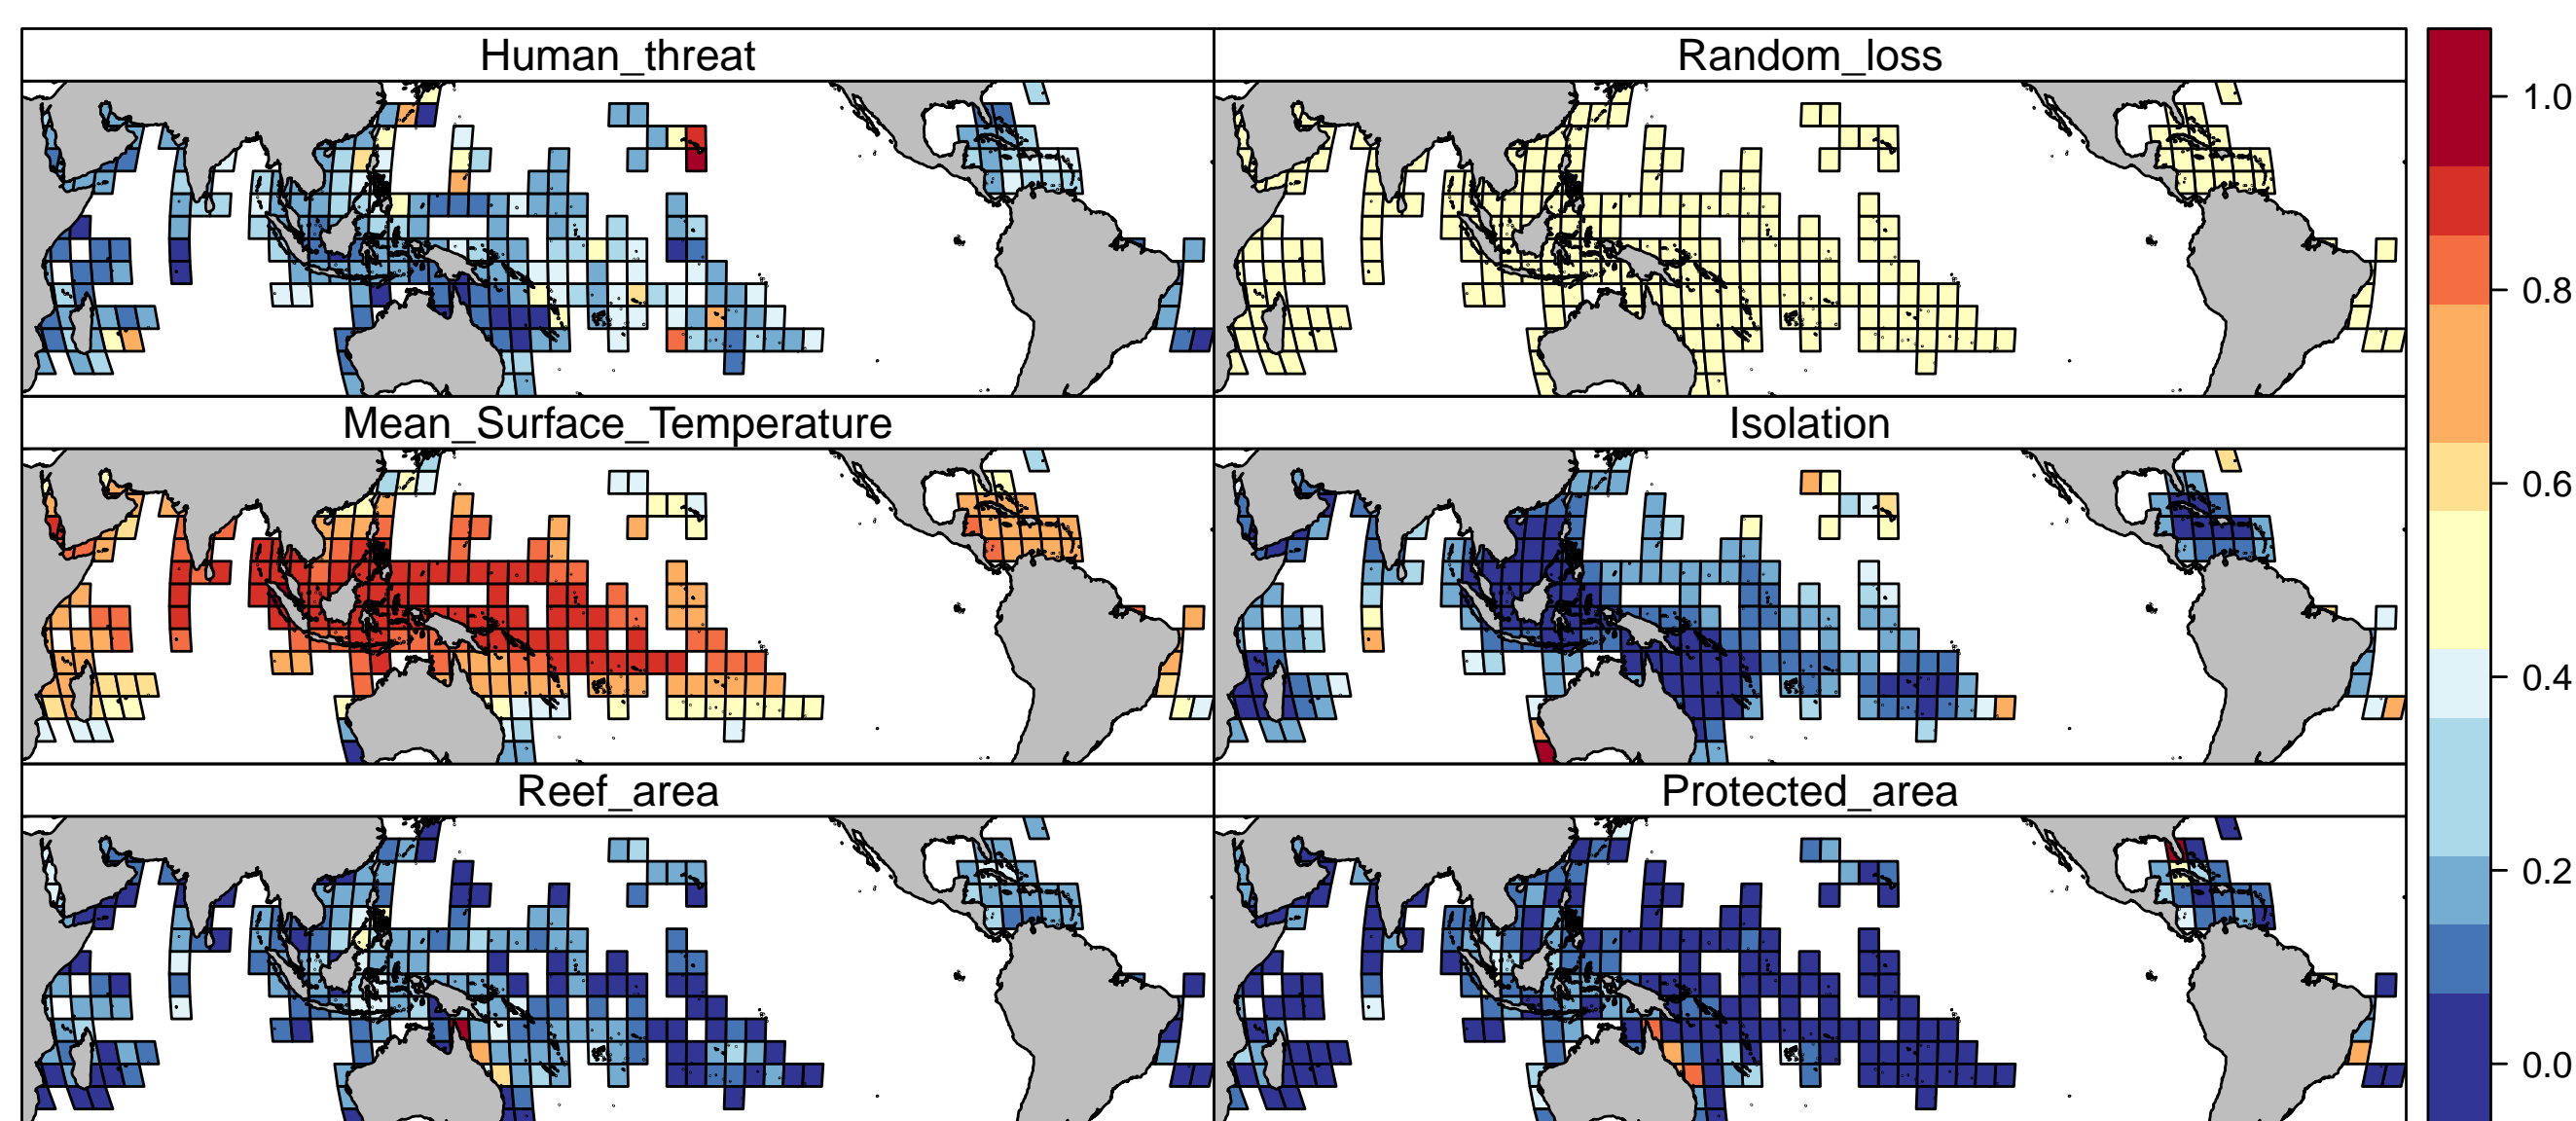 Human_threat
Random_loss
Mean_Surface_Temperature
Isolation
Reef_area
Protected_area
1.0
0.8
0.6
0.4
0.2
0.0